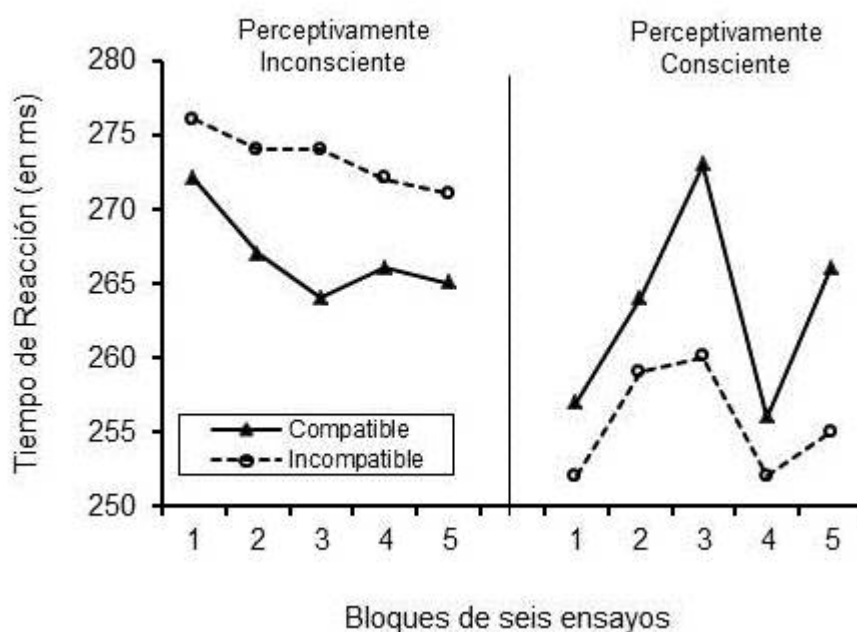 Perceptivamente
Inconsciente
Perceptivamente
Consciente
Tiempo de Reacción (en ms)
280
275
270
265
260
255
250
Compatible
Incompatible
1 2 3 4 5 1 2 3 4 5
Bloques de seis ensayos